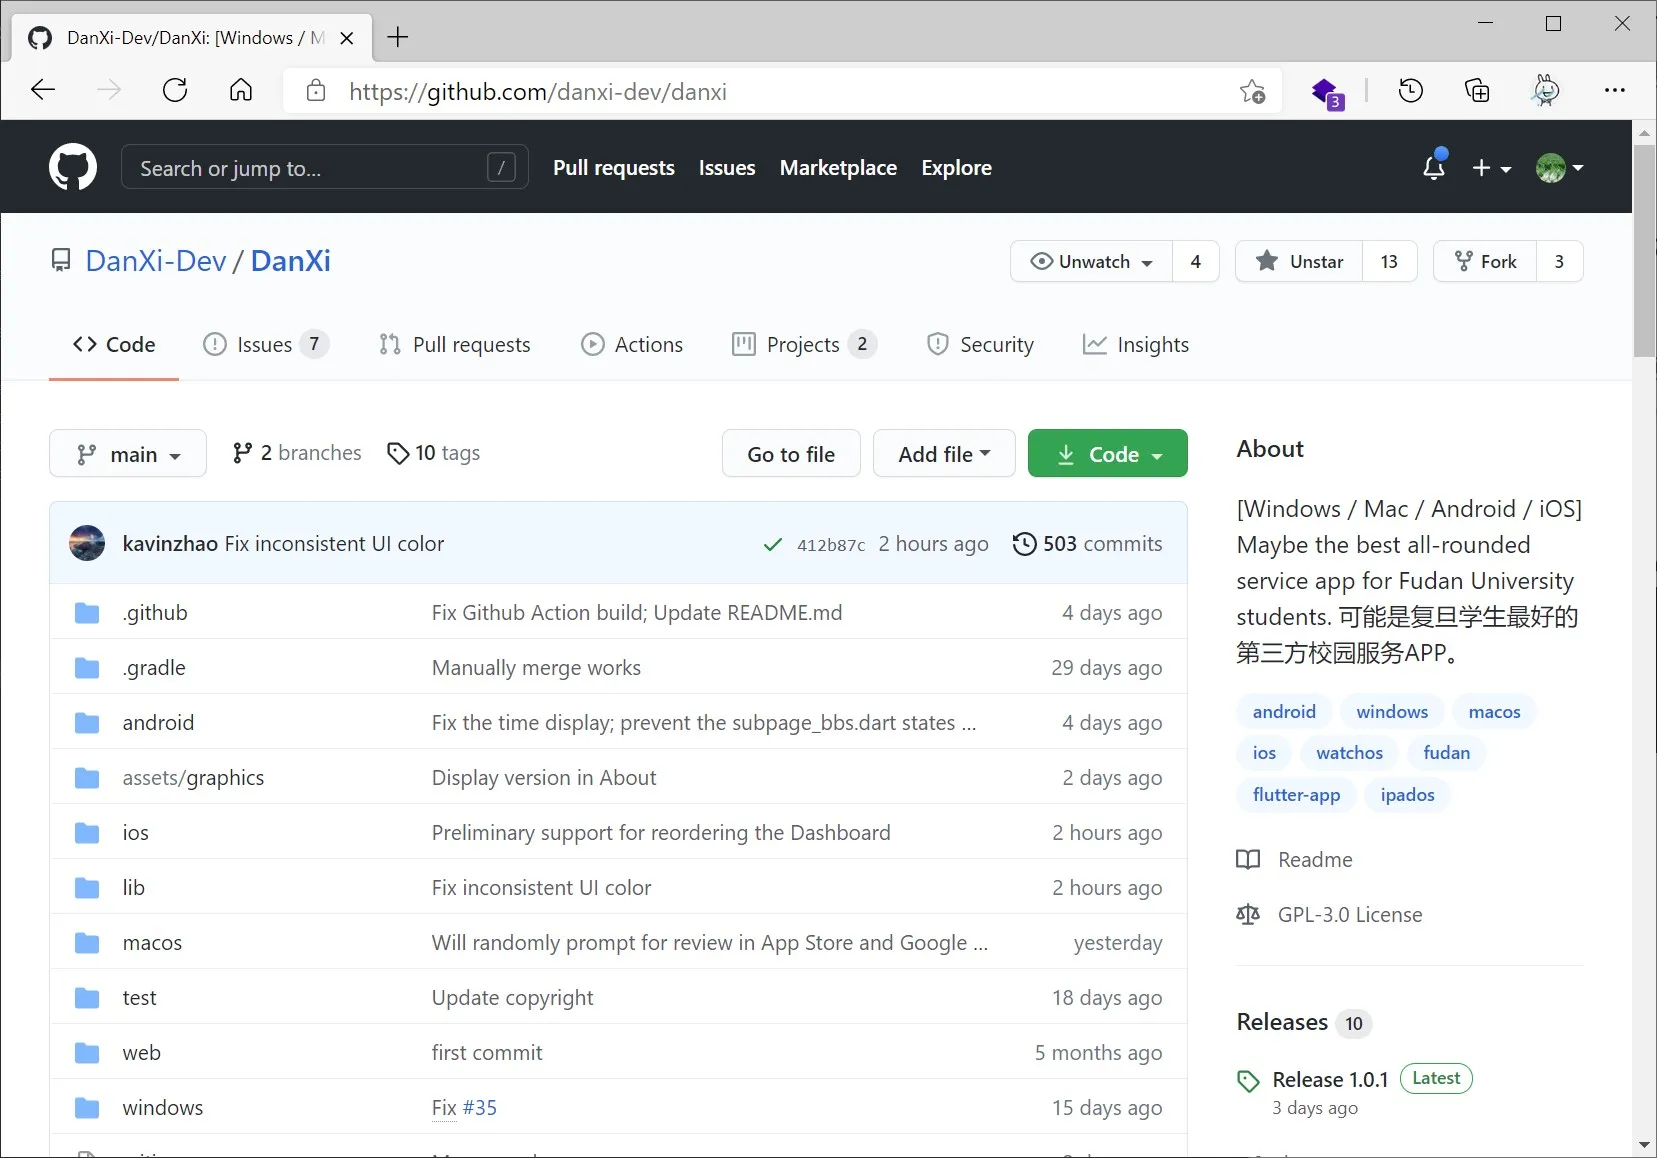 DanXi-Dev/DanXi: [Windows / M
https://github.com/danxi-dev/danxi
3
Search or jump to...
/
Pull requests
Issues
Marketplace
Explore
DanXi-Dev / DanXi
Unwatch 4
Unstar 13
Fork 3
Code
Issues 7
Pull requests
Actions
Projects 2
Security
Insights
main
2 branches
10 tags
Go to file
Add file
Code
kavinzhao Fix inconsistent UI color
412b87c 2 hours ago
503 commits
.github Fix Github Action build; Update README.md 4 days ago
.gradle Manually merge works 29 days ago
android Fix the time display; prevent the subpage_bbs.dart states ... 4 days ago
assets/graphics Display version in About 2 days ago
ios Preliminary support for reordering the Dashboard 2 hours ago
lib Fix inconsistent UI color 2 hours ago
macos Will randomly prompt for review in App Store and Google ... yesterday
test Update copyright 18 days ago
web first commit 5 months ago
windows Fix #35 15 days ago
About
[Windows / Mac / Android / iOS]
Maybe the best all-rounded
service app for Fudan University
students. 可能是复旦学生最好的
第三方校园服务APP。
android windows macos
ios watchos fudan
flutter-app ipados
Readme
GPL-3.0 License
Releases 10
Release 1.0.1 Latest
3 days ago